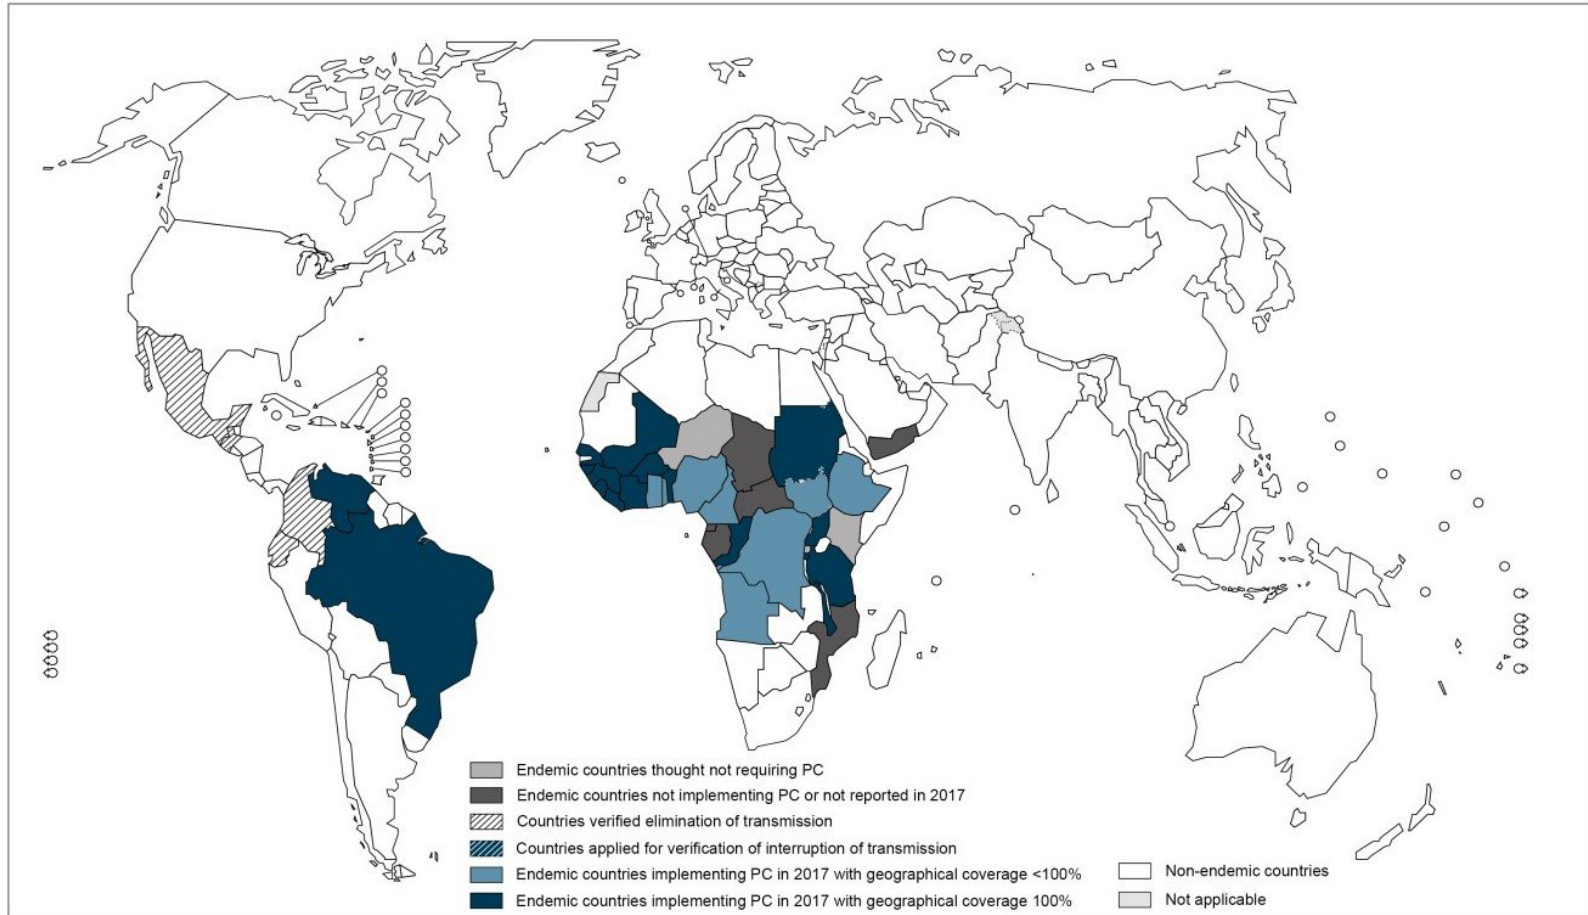 Endemic countries thought not requiring PC
Endemic countries not implementing PC or not reported in 2017
Countries verified elimination of transmission
Countries applied for verification of interruption of transmission
Endemic countries implementing PC in 2017 with geographical coverage <100%
Endemic countries implementing PC in 2017 with geographical coverage 100%
Non-endemic countries
Not applicable